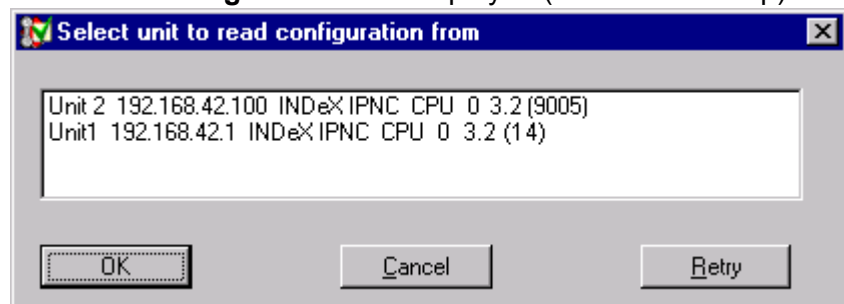 Select unit to read configuration from
Unit 2 192.168.42.100 INDeX IPNC CPU 0 3.2 (9005)
Unit1 192.168.42.1 INDeX IPNC CPU 0 3.2 (14)
OK Cancel Retry